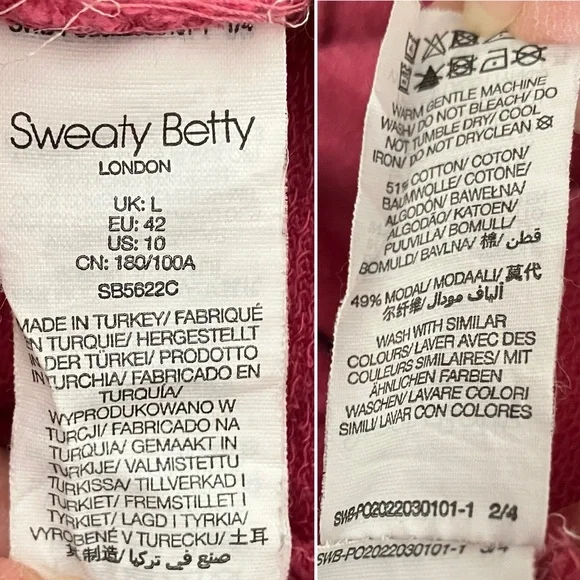 Sweaty Betty
LONDON
UK: L
EU: 42
US: 10
CN: 180/100A
SB5622C
MADE IN TURKEY/ FABRIQUÉ
EN TURQUIE/ HERGESTELLT
IN DER TÜRKEI/ PRODOTTO
IN TURCHIA/ FABRICADO EN
TURQUÍA/
WYPRODUKOWANO W
TURCJI/ FABRICADO NA
TURQUIA/ GEMAAKT IN
TURKIJE/ VALMISTETTU
TURKISSA/ TILLVERKAD I
TURKIET/ FREMSTILLET I
TYRKIET/ LAGD I TYRKIA/
VYROBENÉ V TURECKU/ 土耳
其制造/ صنع في تركيا
WARM GENTLE MACHINE
WASH/ DO NOT BLEACH/ DO
NOT TUMBLE DRY/ COOL
IRON/ DO NOT DRYCLEAN
51% COTTON/ COTON/
BAUMWOLLE/ COTONE/
ALGODÓN/ BAWEŁNA/
ALGODÃO/ KATOEN/
PUUVILLA/ BOMULL/
BOMULD/ BAVLNA/ 棉/ قطن
49% MODAL/ MODAALI/ 莫代
尔纤维/ ألياف مودال
WASH WITH SIMILAR
COLOURS/ LAVER AVEC DES
COULEURS SIMILAIRES/ MIT
ÄHNLICHEN FARBEN
WASCHEN/ LAVARE COLORI
SIMILI/ LAVAR CON COLORES
SWB-PO2022030101-1 2/4
SWB-PO2022030101-1